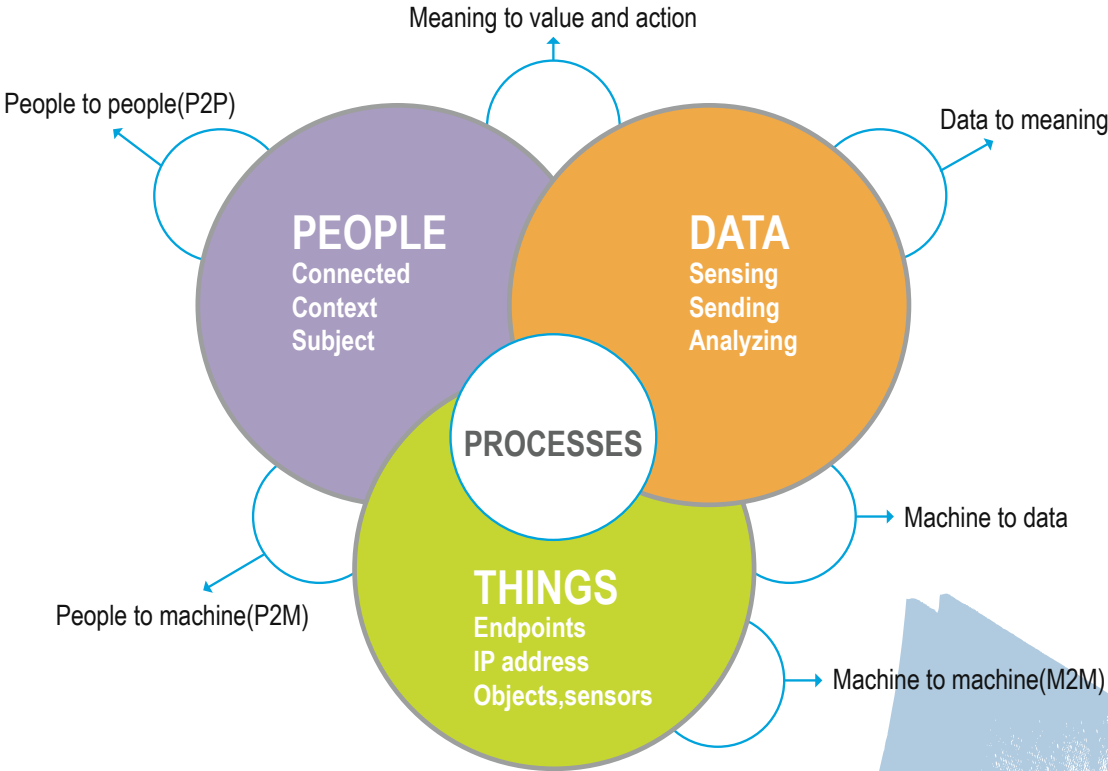 Meaning to value and action
People to people(P2P)
Data to meaning
PEOPLE
Connected
Context
Subject
DATA
Sensing
Sending
Analyzing
PROCESSES
Machine to data
THINGS
Endpoints
IP address
Objects,sensors
People to machine(P2M)
Machine to machine(M2M)